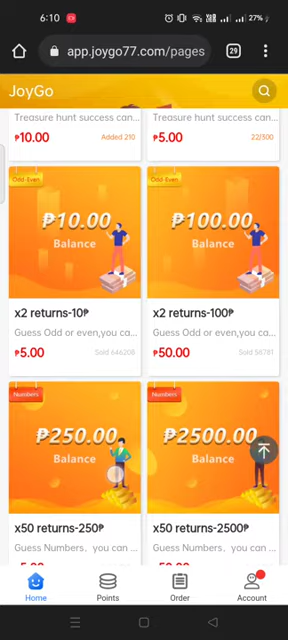 6:10
27%
app.joygo77.com/pages
29
JoyGo
Treasure hunt success can...
Treasure hunt success can...
₱10.00
Added 210
₱5.00
22/300
Odd-Even
₱10.00
Balance
Odd-Even
₱100.00
Balance
x2 returns-10₱
x2 returns-100₱
Guess Odd or even,you ca...
Guess Odd or even,you ca...
₱5.00
Sold 646208
₱50.00
Sold 56781
Numbers
₱250.00
Balance
Numbers
₱2500.00
Balance
x50 returns-250₱
x50 returns-2500₱
Guess Numbers, you can ...
Guess Numbers, you can ...
Home
Points
Order
Account